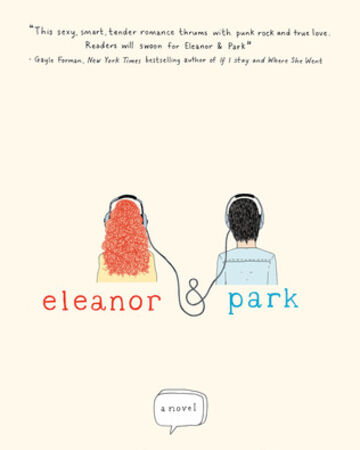 "This sexy, smart, tender romance thrums with punk rock and true love.
Readers will swoon for Eleanor & Park"
- Gayle Forman, New York Times bestselling author of If I Stay and Where She Went
eleanor & park
a novel